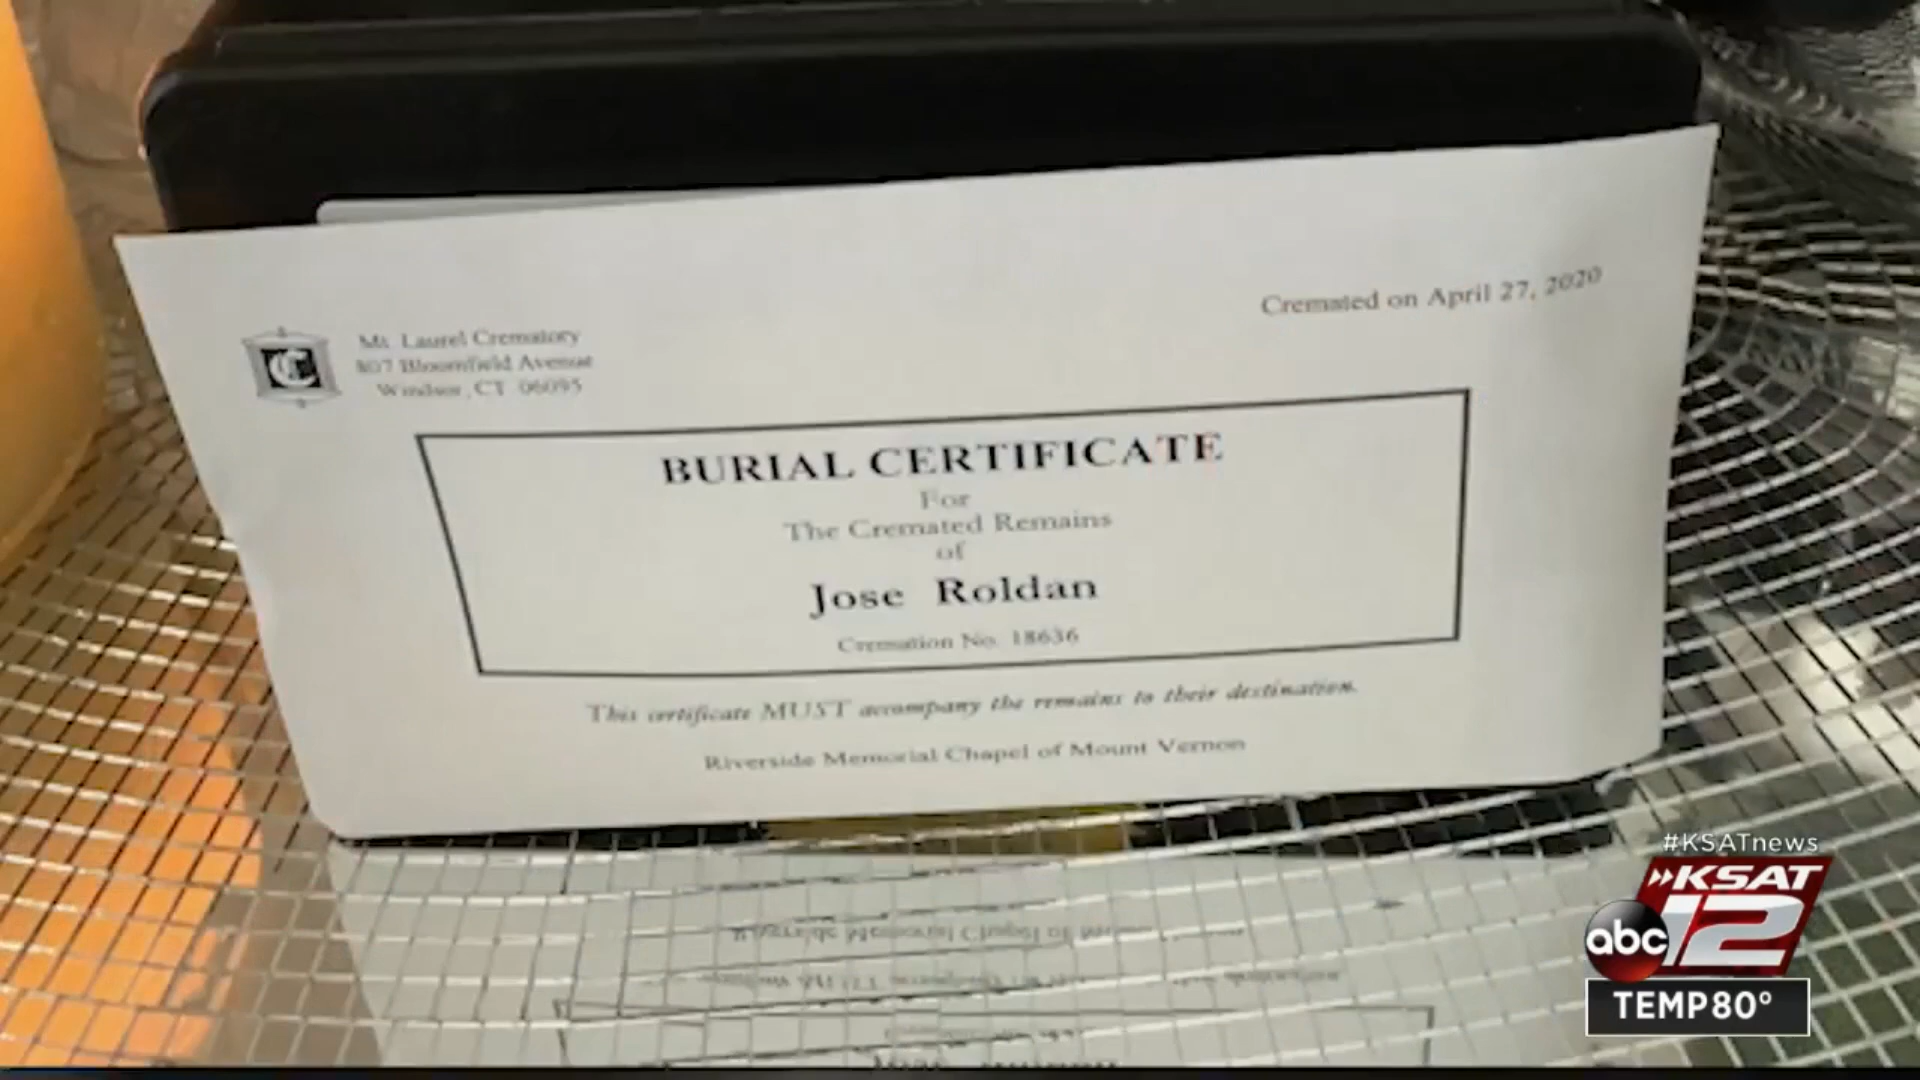 Cremated on April 27, 2020
Mt. Laurel Crematory
807 Bloomfield Avenue
Windsor, CT 06095
C
BURIAL CERTIFICATE
For
The Cremated Remains
of
Jose Roldan
Cremation No. 18636
This certificate MUST accompany the remains to their destination.
Riverside Memorial Chapel of Mount Vernon
#KSATnews
KSAT
abc 12
TEMP 80°